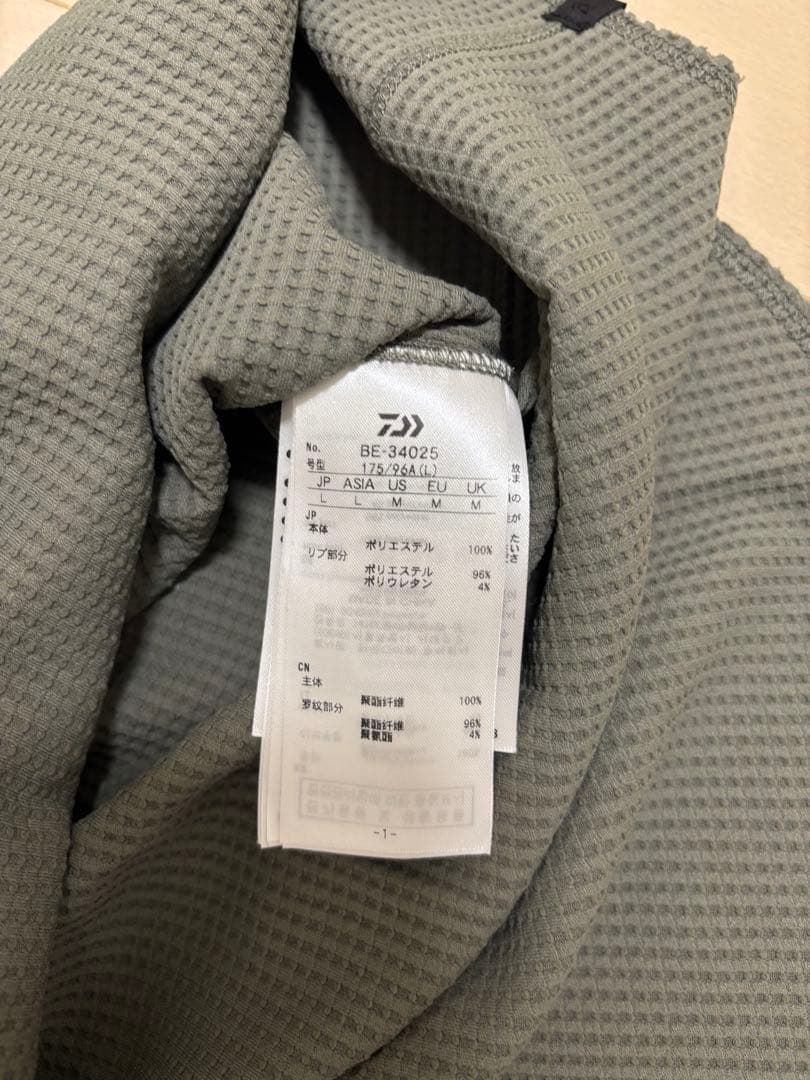 No. BE-34025
号型 175/96A(L)
JP ASIA US EU UK
L L M M M
JP
本体
ポリエステル 100%
リブ部分
ポリエステル 96%
ポリウレタン 4%
CN
主体
聚酯纤维 100%
罗纹部分
聚酯纤维 96%
聚氨酯 4%
-1-